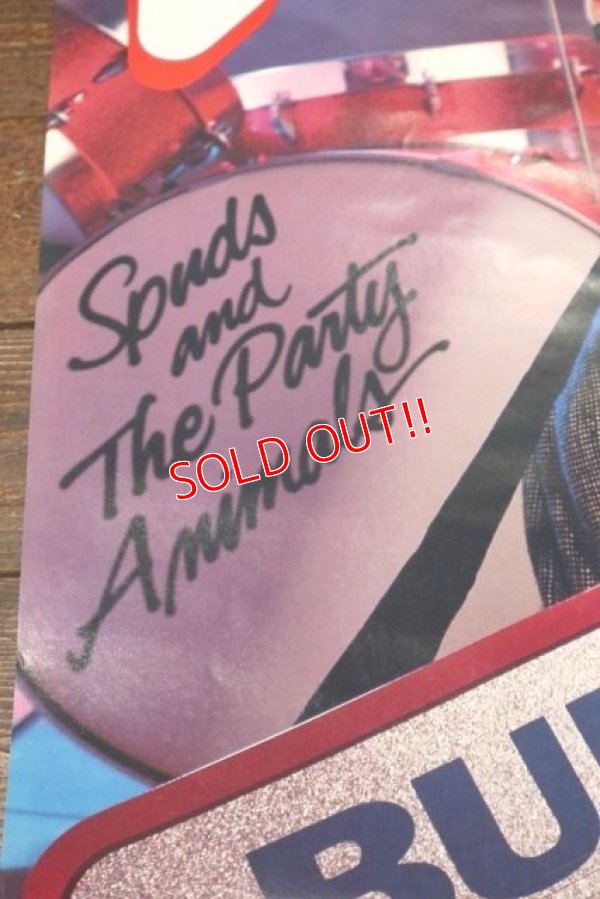 Spuds
and
The Party
Animals
SOLD OUT!!
BU